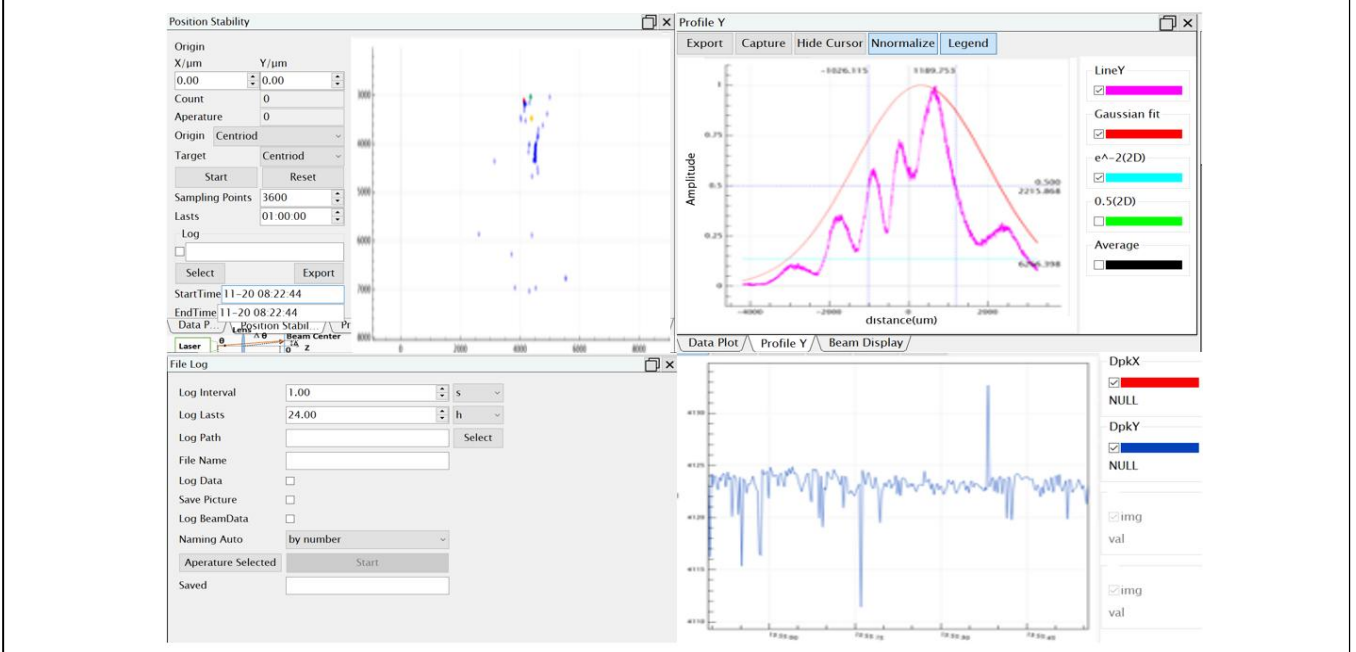 Position Stability
Origin
X/μm Y/μm
0.00 0.00
Count 0
Aperature 0
Origin Centriod
Target Centriod
Start Reset
Sampling Points 3600
Lasts 01:00:00
Log
Select Export
StartTime 11-20 08:22:44
EndTime 11-20 08:22:44
Data P... Position Stabil... Pr
Lens θ Beam Center
Laser θ 0 Z
3000
4000
5000
6000
7000
8000
0 2000 4000 6000 8000
Profile Y
Export Capture Hide Cursor Nnormalize Legend
-1026.115 1189.753
1
0.75
0.5
0.25
0
Amplitude
0.500
2215.868
-4000 -2000 0 2000
distance(um)
LineY
Gaussian fit
e^-2(2D)
0.5(2D)
Average
Data Plot Profile Y Beam Display
File Log
Log Interval 1.00 s
Log Lasts 24.00 h
Log Path Select
File Name
Log Data
Save Picture
Log BeamData
Naming Auto by number
Aperature Selected Start
Saved
4130
4125
4120
4115
4110
DpkX
NULL
DpkY
NULL
img
val
img
val